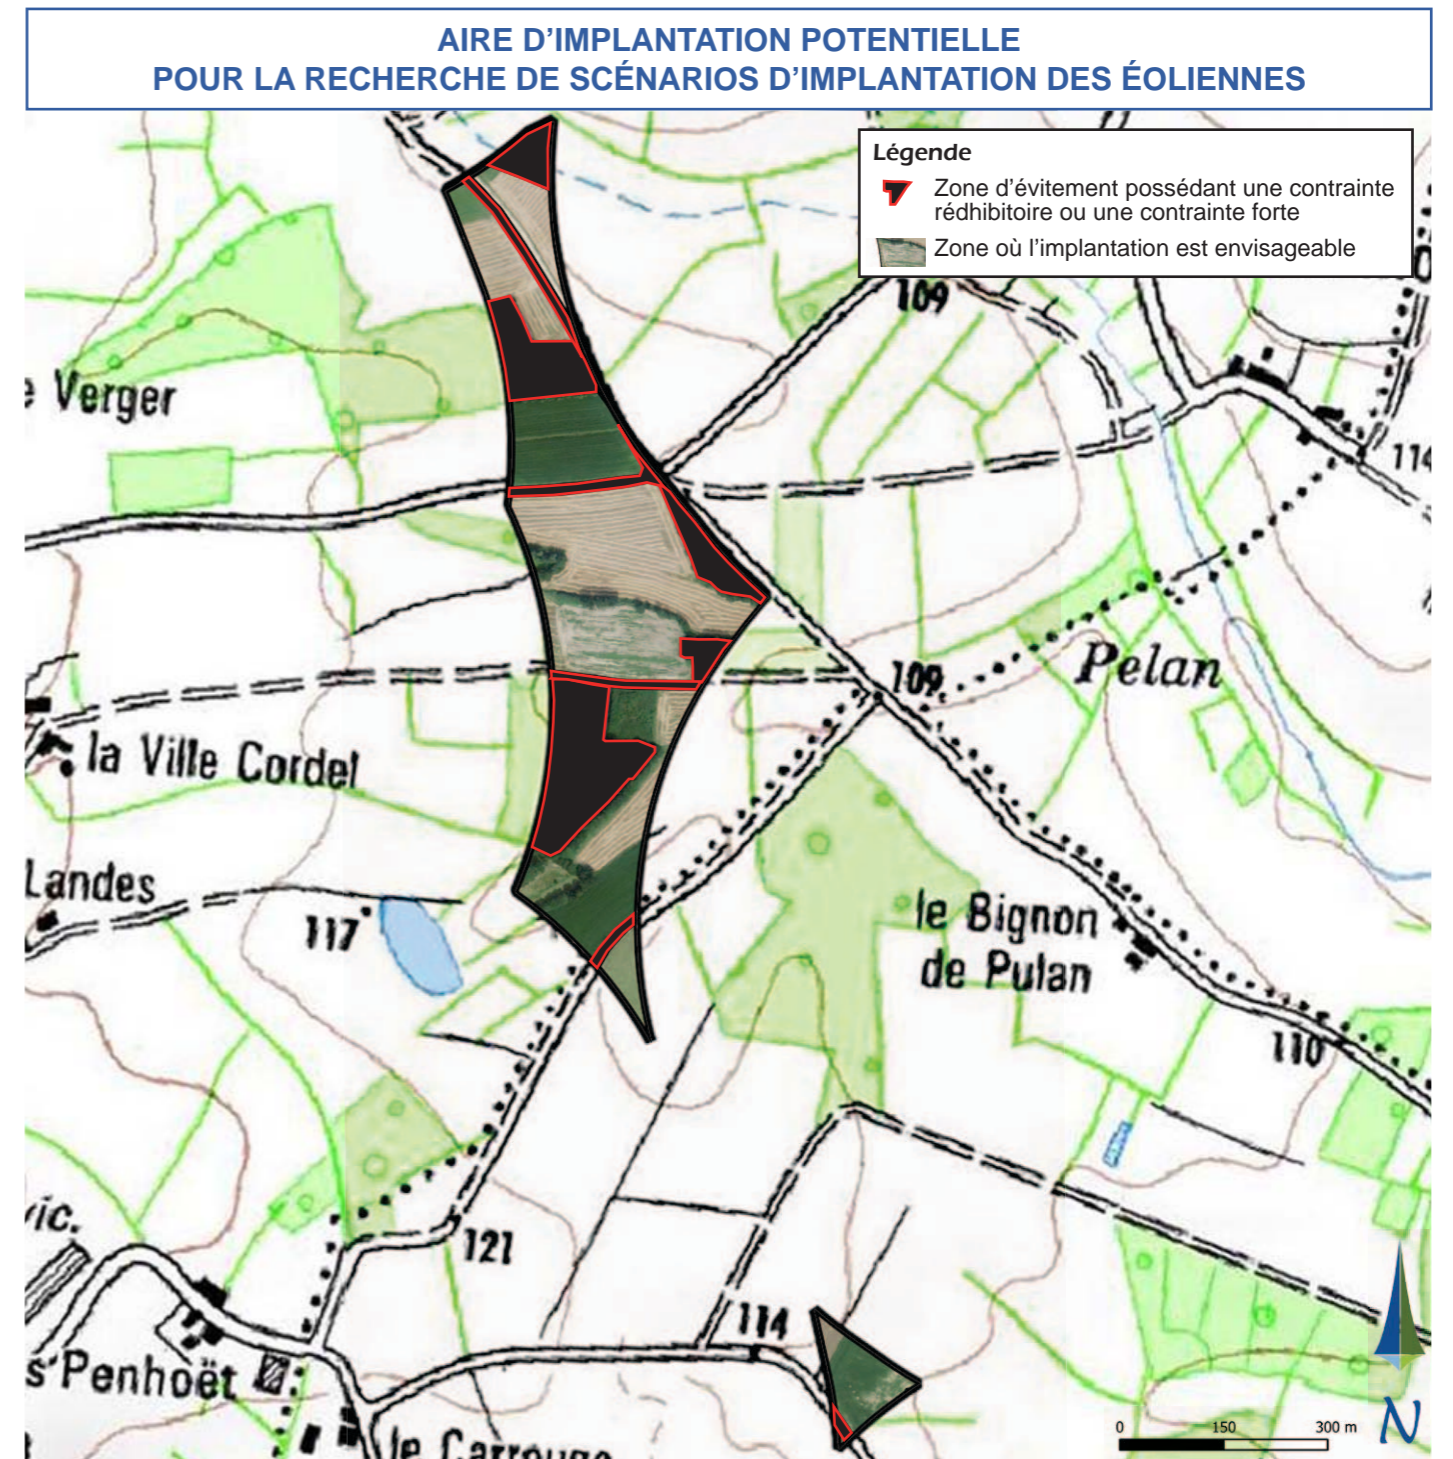 AIRE D'IMPLANTATION POTENTIELLE
POUR LA RECHERCHE DE SCÉNARIOS D'IMPLANTATION DES ÉOLIENNES
Légende
Zone d'évitement possédant une contrainte
rédhibitoire ou une contrainte forte
Zone où l'implantation est envisageable
109
Verger
114
109
Pelan
la Ville Cordel
Landes
117
le Bignon
de Pulan
110
vic.
121
114
s Penhoët
le Carrouge
0 150 300 m
N